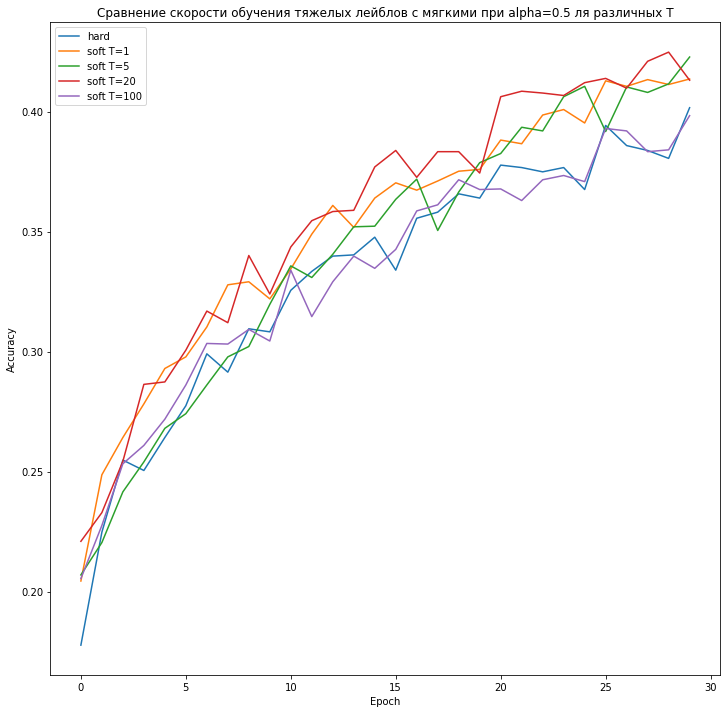 Сравнение скорости обучения тяжелых лейблов с мягкими при alpha=0.5 ля различных T
hard
soft T=1
soft T=5
soft T=20
soft T=100
0.40
0.35
0.30
0.25
0.20
Accuracy
0 5 10 15 20 25 30
Epoch